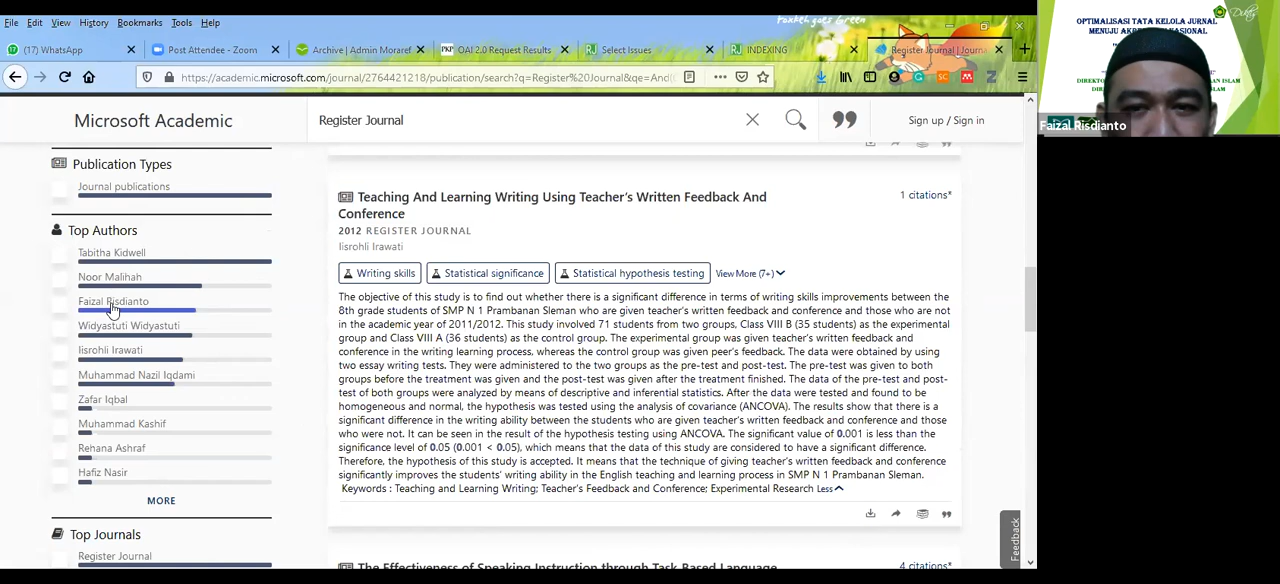 File Edit View History Bookmarks Tools Help
(17) WhatsApp
Post Attendee - Zoom
Archive | Admin Moraref
PKP OAI 2.0 Request Results
RJ Select Issues
RJ INDEXING
Register Journal | Journa
https://academic.microsoft.com/journal/2764421218/publication/search?q=Register%20Journal&qe=And(
Microsoft Academic
Register Journal
Sign up / Sign in
Publication Types
Journal publications
Top Authors
Tabitha Kidwell
Noor Malihah
Faizal Risdianto
Widyastuti Widyastuti
Iisrohli Irawati
Muhammad Nazil Iqdami
Zafar Iqbal
Muhammad Kashif
Rehana Ashraf
Hafiz Nasir
MORE
Top Journals
Register Journal
Teaching And Learning Writing Using Teacher's Written Feedback And
Conference
1 citations*
2012 REGISTER JOURNAL
Iisrohli Irawati
Writing skills
Statistical significance
Statistical hypothesis testing
View More (7+)
The objective of this study is to find out whether there is a significant difference in terms of writing skills improvements between the
8th grade students of SMP N 1 Prambanan Sleman who are given teacher's written feedback and conference and those who are not
in the academic year of 2011/2012. This study involved 71 students from two groups, Class VIII B (35 students) as the experimental
group and Class VIII A (36 students) as the control group. The experimental group was given teacher's written feedback and
conference in the writing learning process, whereas the control group was given peer's feedback. The data were obtained by using
two essay writing tests. They were administered to the two groups as the pre-test and post-test. The pre-test was given to both
groups before the treatment was given and the post-test was given after the treatment finished. The data of the pre-test and post-
test of both groups were analyzed by means of descriptive and inferential statistics. After the data were tested and found to be
homogeneous and normal, the hypothesis was tested using the analysis of covariance (ANCOVA). The results show that there is a
significant difference in the writing ability between the students who are given teacher's written feedback and conference and those
who were not. It can be seen in the result of the hypothesis testing using ANCOVA. The significant value of 0.001 is less than the
significance level of 0.05 (0.001 < 0.05), which means that the data of this study are considered to have a significant difference.
Therefore, the hypothesis of this study is accepted. It means that the technique of giving teacher's written feedback and conference
significantly improves the students' writing ability in the English teaching and learning process in SMP N 1 Prambanan Sleman.
Keywords : Teaching and Learning Writing; Teacher's Feedback and Conference; Experimental Research Less
The Effectiveness of Speaking Instruction through Task-Based Language
4 citations*
Feedback
OPTIMALISASI TATA KELOLA JURNAL
Faizal Risdianto